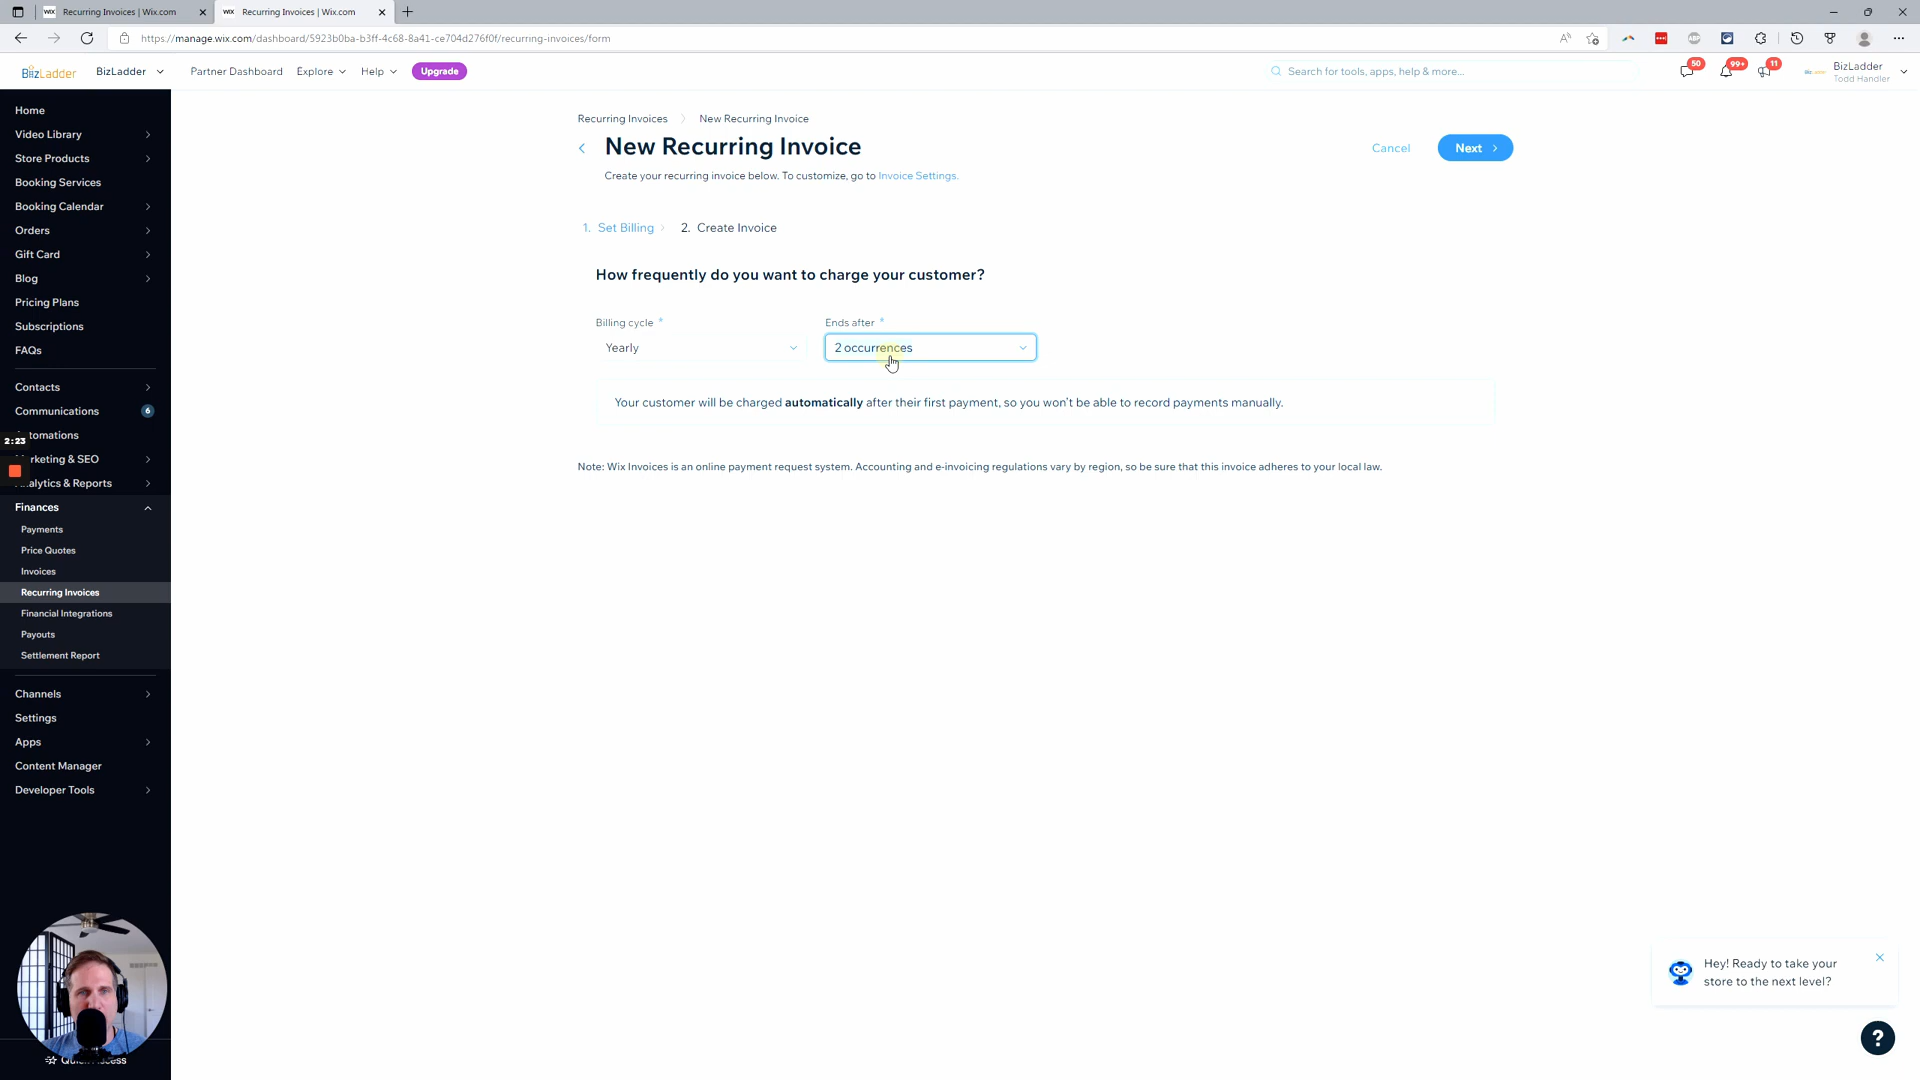 Recurring Invoices | Wix.com
Recurring Invoices | Wix.com
https://manage.wix.com/dashboard/5923b0ba-b3ff-4c68-8a41-ce704d276f0f/recurring-invoices/form
BizLadder
BizLadder
Partner Dashboard
Explore
Help
Upgrade
Search for tools, apps, help & more...
50
99+
11
BizLadder
Todd Handler
Home
Video Library
Store Products
Booking Services
Booking Calendar
Orders
Gift Card
Blog
Pricing Plans
Subscriptions
FAQs
Contacts
Communications
6
tomations
2:23
rketing & SEO
alytics & Reports
Finances
Payments
Price Quotes
Invoices
Recurring Invoices
Financial Integrations
Payouts
Settlement Report
Channels
Settings
Apps
Content Manager
Developer Tools
Recurring Invoices
New Recurring Invoice
New Recurring Invoice
Cancel
Next
Create your recurring invoice below. To customize, go to Invoice Settings.
1. Set Billing
2. Create Invoice
How frequently do you want to charge your customer?
Billing cycle *
Ends after *
Yearly
2 occurrences
Your customer will be charged automatically after their first payment, so you won't be able to record payments manually.
Note: Wix Invoices is an online payment request system. Accounting and e-invoicing regulations vary by region, so be sure that this invoice adheres to your local law.
Hey! Ready to take your
store to the next level?
?